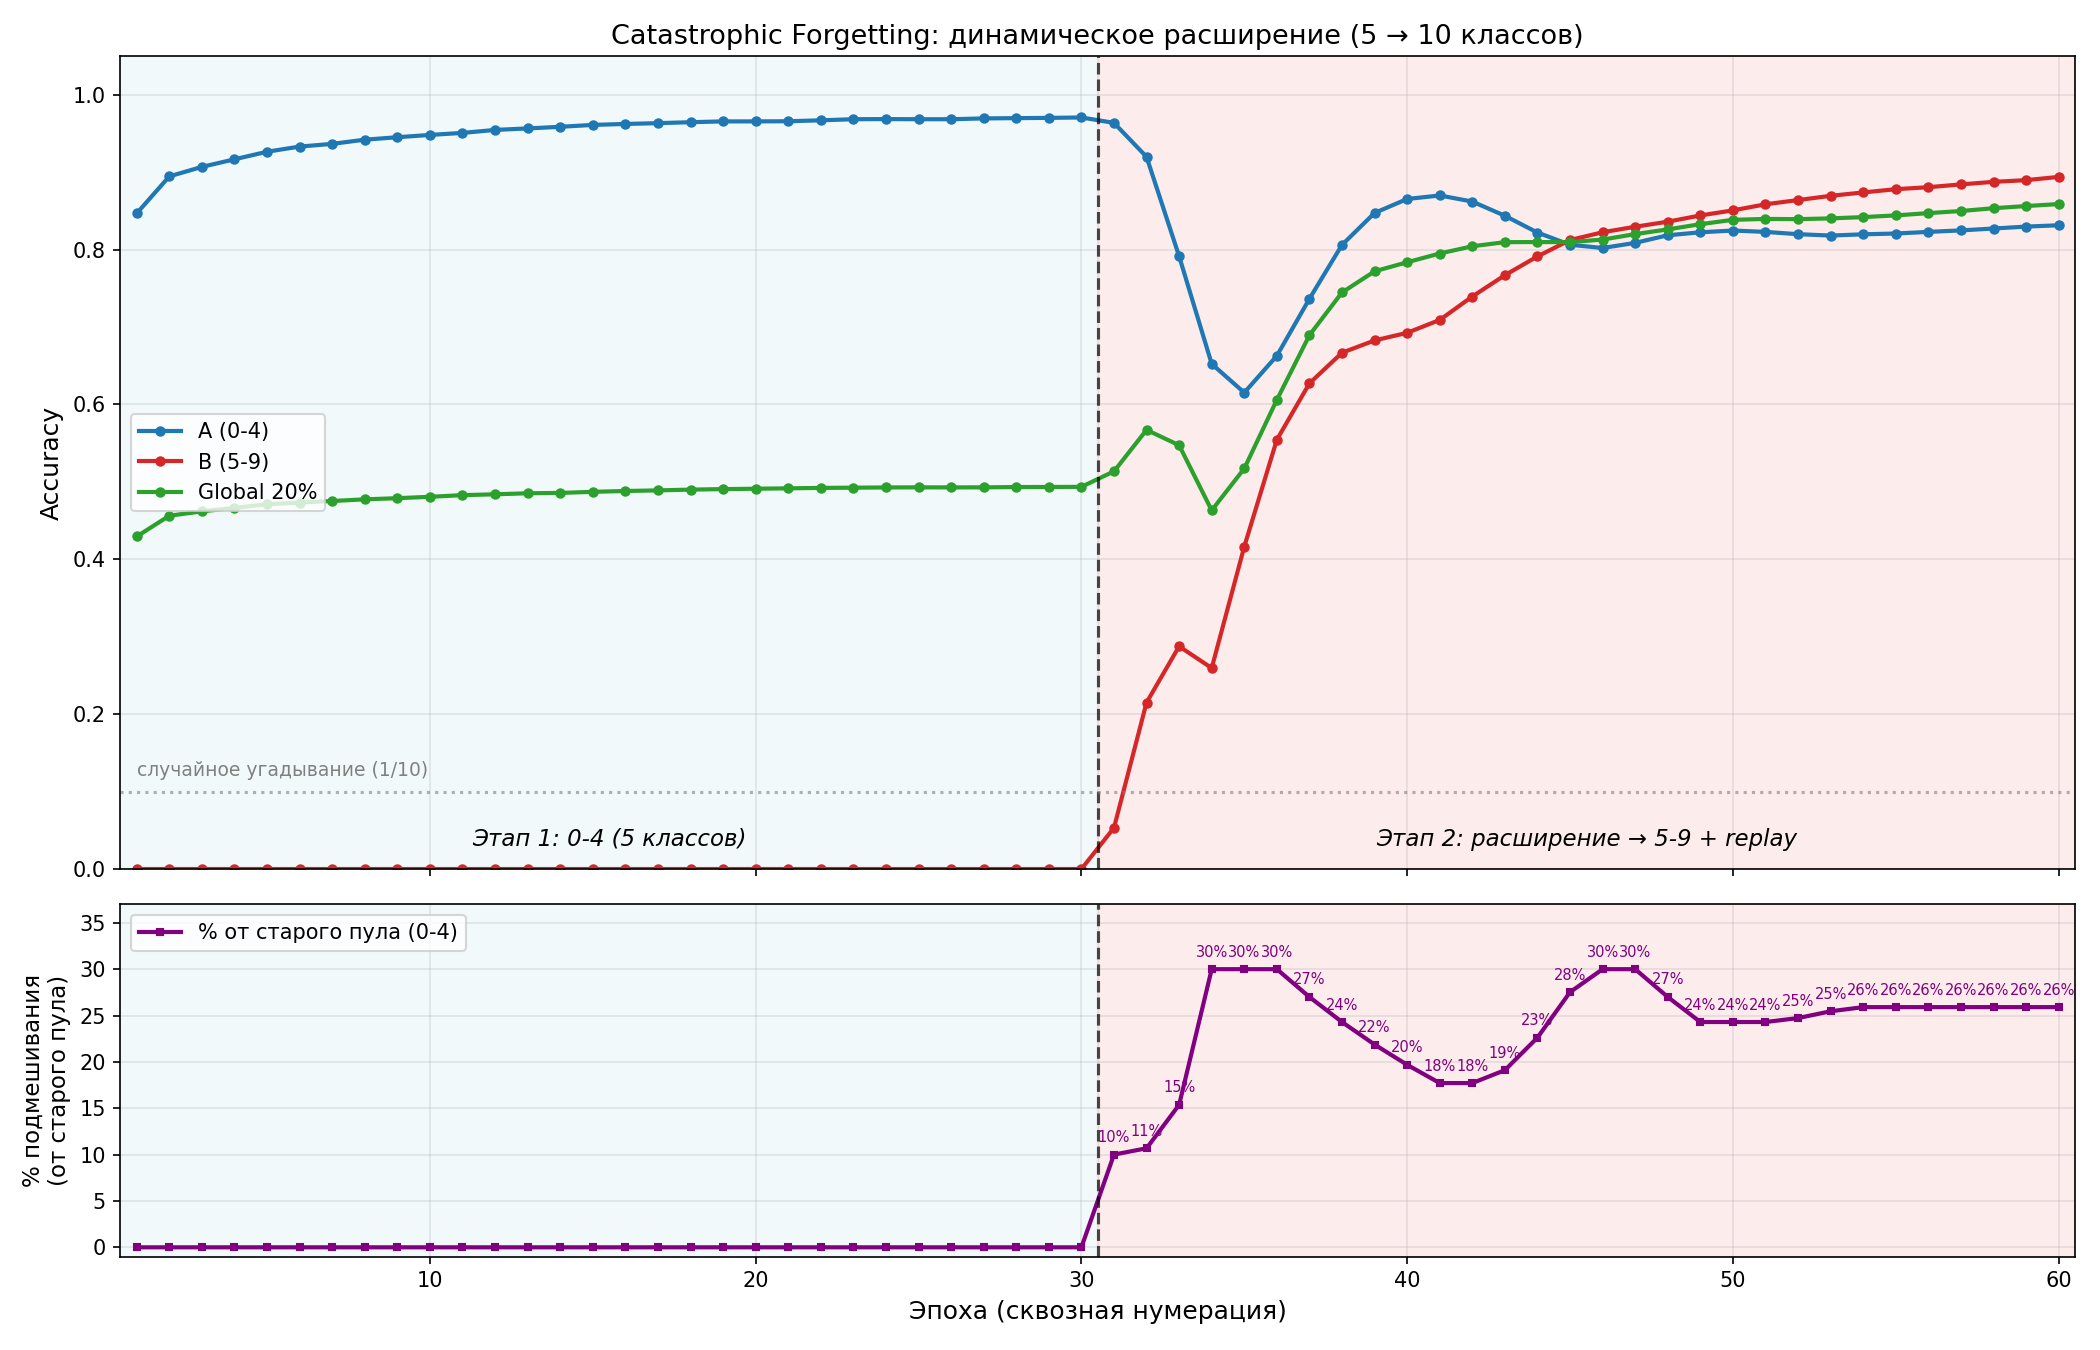 Catastrophic Forgetting: динамическое расширение (5 → 10 классов)
Accuracy
1.0
0.8
0.6
0.4
0.2
0.0
A (0-4)
B (5-9)
Global 20%
случайное угадывание (1/10)
Этап 1: 0-4 (5 классов)
Этап 2: расширение → 5-9 + replay
% подмешивания
(от старого пула)
35
30
25
20
15
10
5
0
% от старого пула (0-4)
10% 11% 15% 30% 30% 30% 27% 24% 22% 20% 18% 18% 19% 23% 28% 30% 30% 27% 24% 24% 24% 25% 25% 26% 26% 26% 26% 26% 26% 26%
10 20 30 40 50 60
Эпоха (сквозная нумерация)